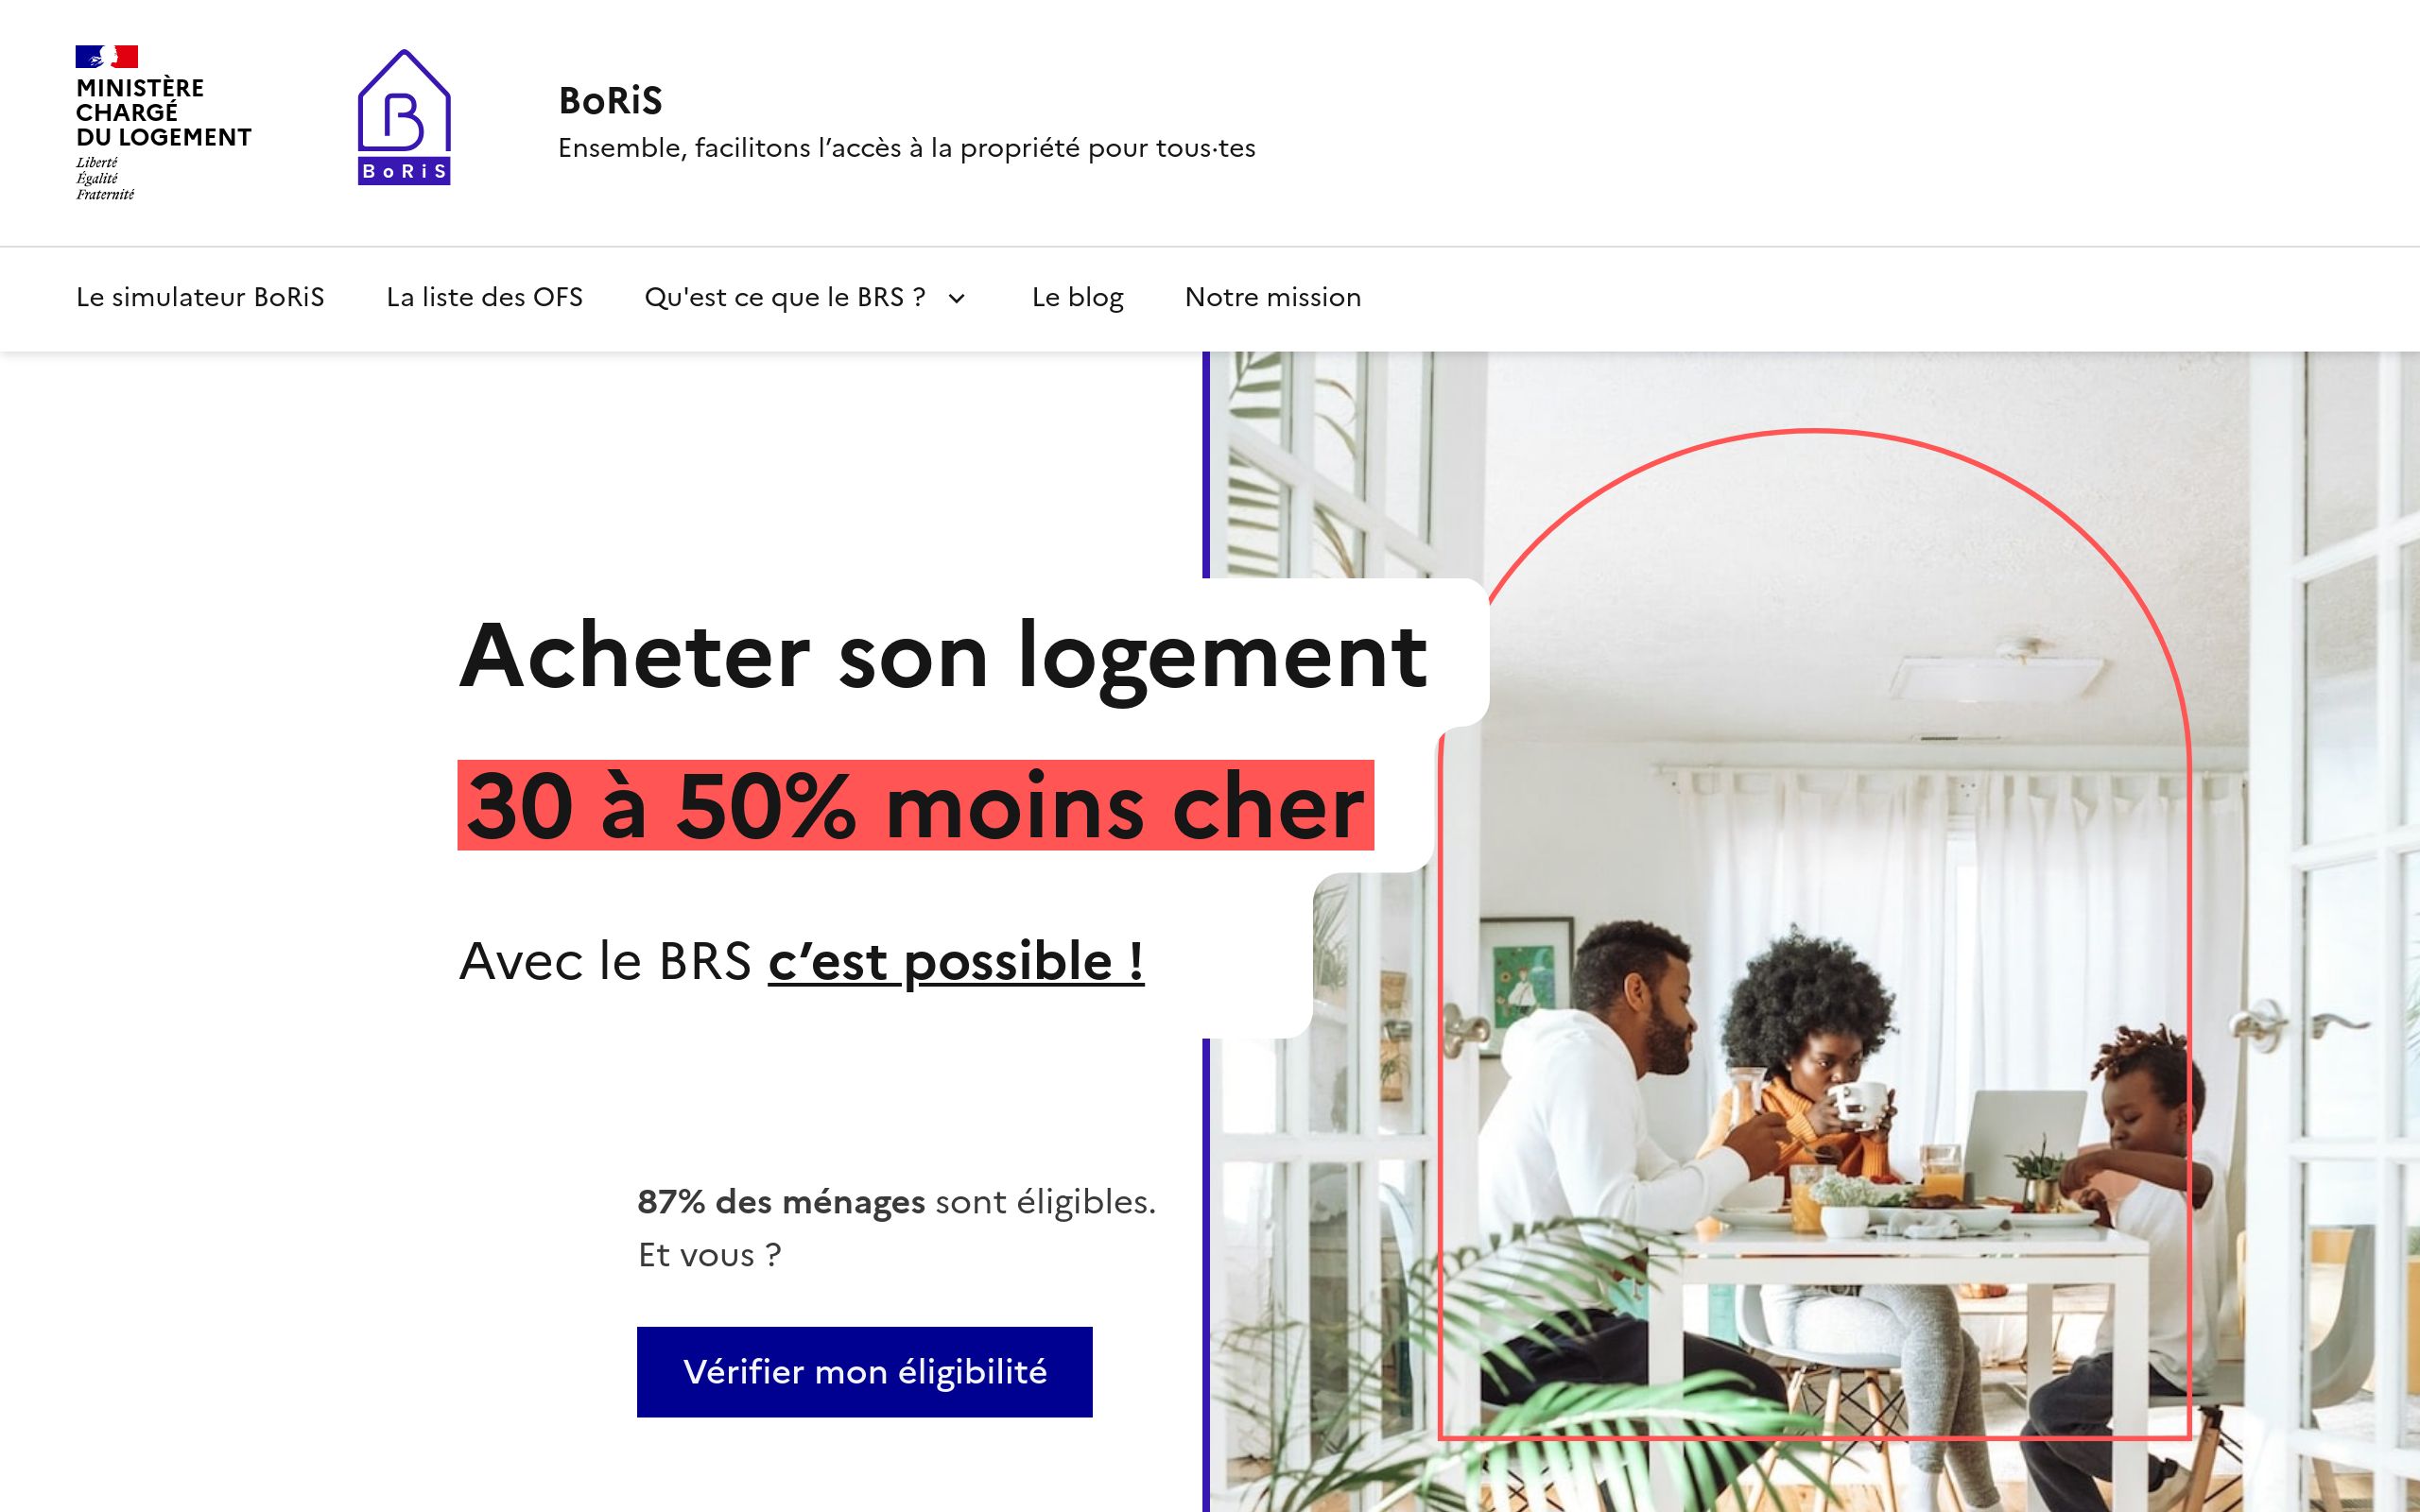 MINISTÈRE
CHARGÉ
DU LOGEMENT
Liberté
Égalité
Fraternité
BoRiS
BoRiS
Ensemble, facilitons l’accès à la propriété pour tous·tes
Le simulateur BoRiS
La liste des OFS
Qu'est ce que le BRS ?
Le blog
Notre mission
Acheter son logement
30 à 50% moins cher
Avec le BRS c’est possible !
87% des ménages sont éligibles.
Et vous ?
Vérifier mon éligibilité